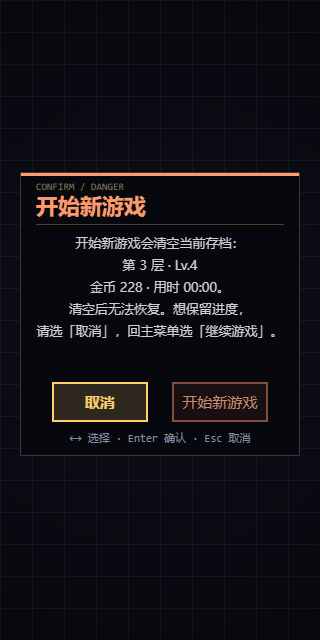 CONFIRM / DANGER
开始新游戏
开始新游戏会清空当前存档：
第 3 层 · Lv.4
金币 228 · 用时 00:00。
清空后无法恢复。想保留进度，
请选「取消」，回主菜单选「继续游戏」。
取消
开始新游戏
↔ 选择 · Enter 确认 · Esc 取消